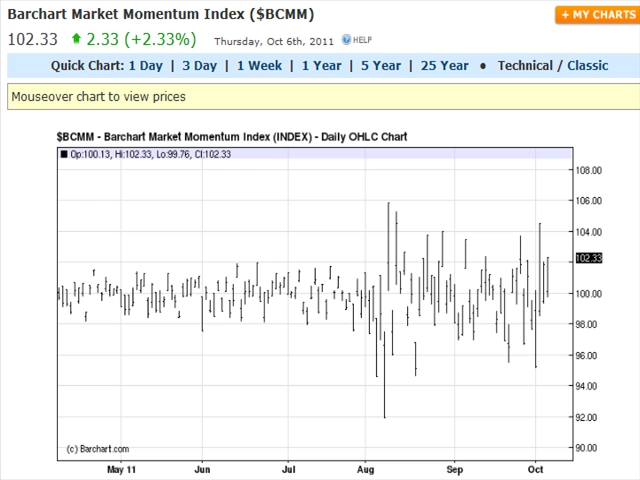 Barchart Market Momentum Index ($BCMM)
+ MY CHARTS
102.33 2.33 (+2.33%) Thursday, Oct 6th, 2011 HELP
Quick Chart: 1 Day | 3 Day | 1 Week | 1 Year | 5 Year | 25 Year ● Technical / Classic
Mouseover chart to view prices
$BCMM - Barchart Market Momentum Index (INDEX) - Daily OHLC Chart
Op:100.13, Hi:102.33, Lo:99.76, Cl:102.33
108.00
106.00
104.00
102.33
100.00
98.00
96.00
94.00
92.00
90.00
(c) Barchart.com
May 11 Jun Jul Aug Sep Oct